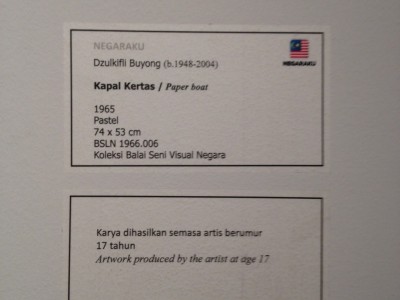 NEGARAKU
Dzulkifli Buyong (b.1948-2004)
NEGARAKU
Kapal Kertas / Paper boat
1965
Pastel
74 x 53 cm
BSLN 1966.006
Koleksi Balai Seni Visual Negara
Karya dihasilkan semasa artis berumur
17 tahun
Artwork produced by the artist at age 17